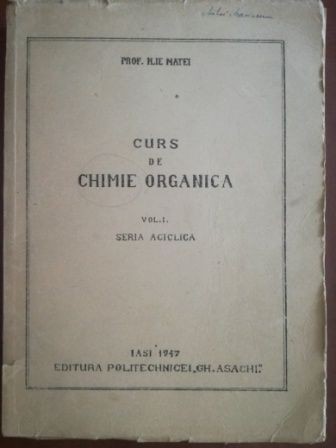 PROF. ILIE MATEI
CURS
DE
CHIMIE ORGANICA
VOL. I.
SERIA ACICLICA
IASI 1947
EDITURA POLITECHNICEI „GH. ASACHI"